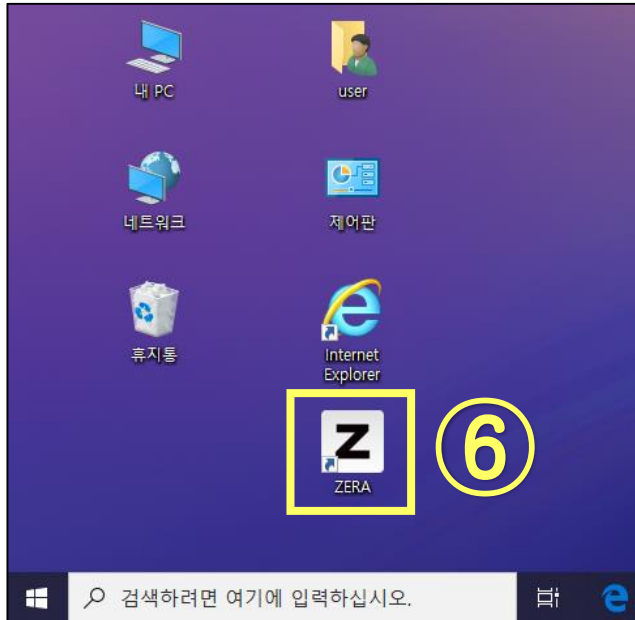 내 PC
user
네트워크
제어판
휴지통
Internet
Explorer
Z
ZERA
⑥
검색하려면 여기에 입력하십시오.